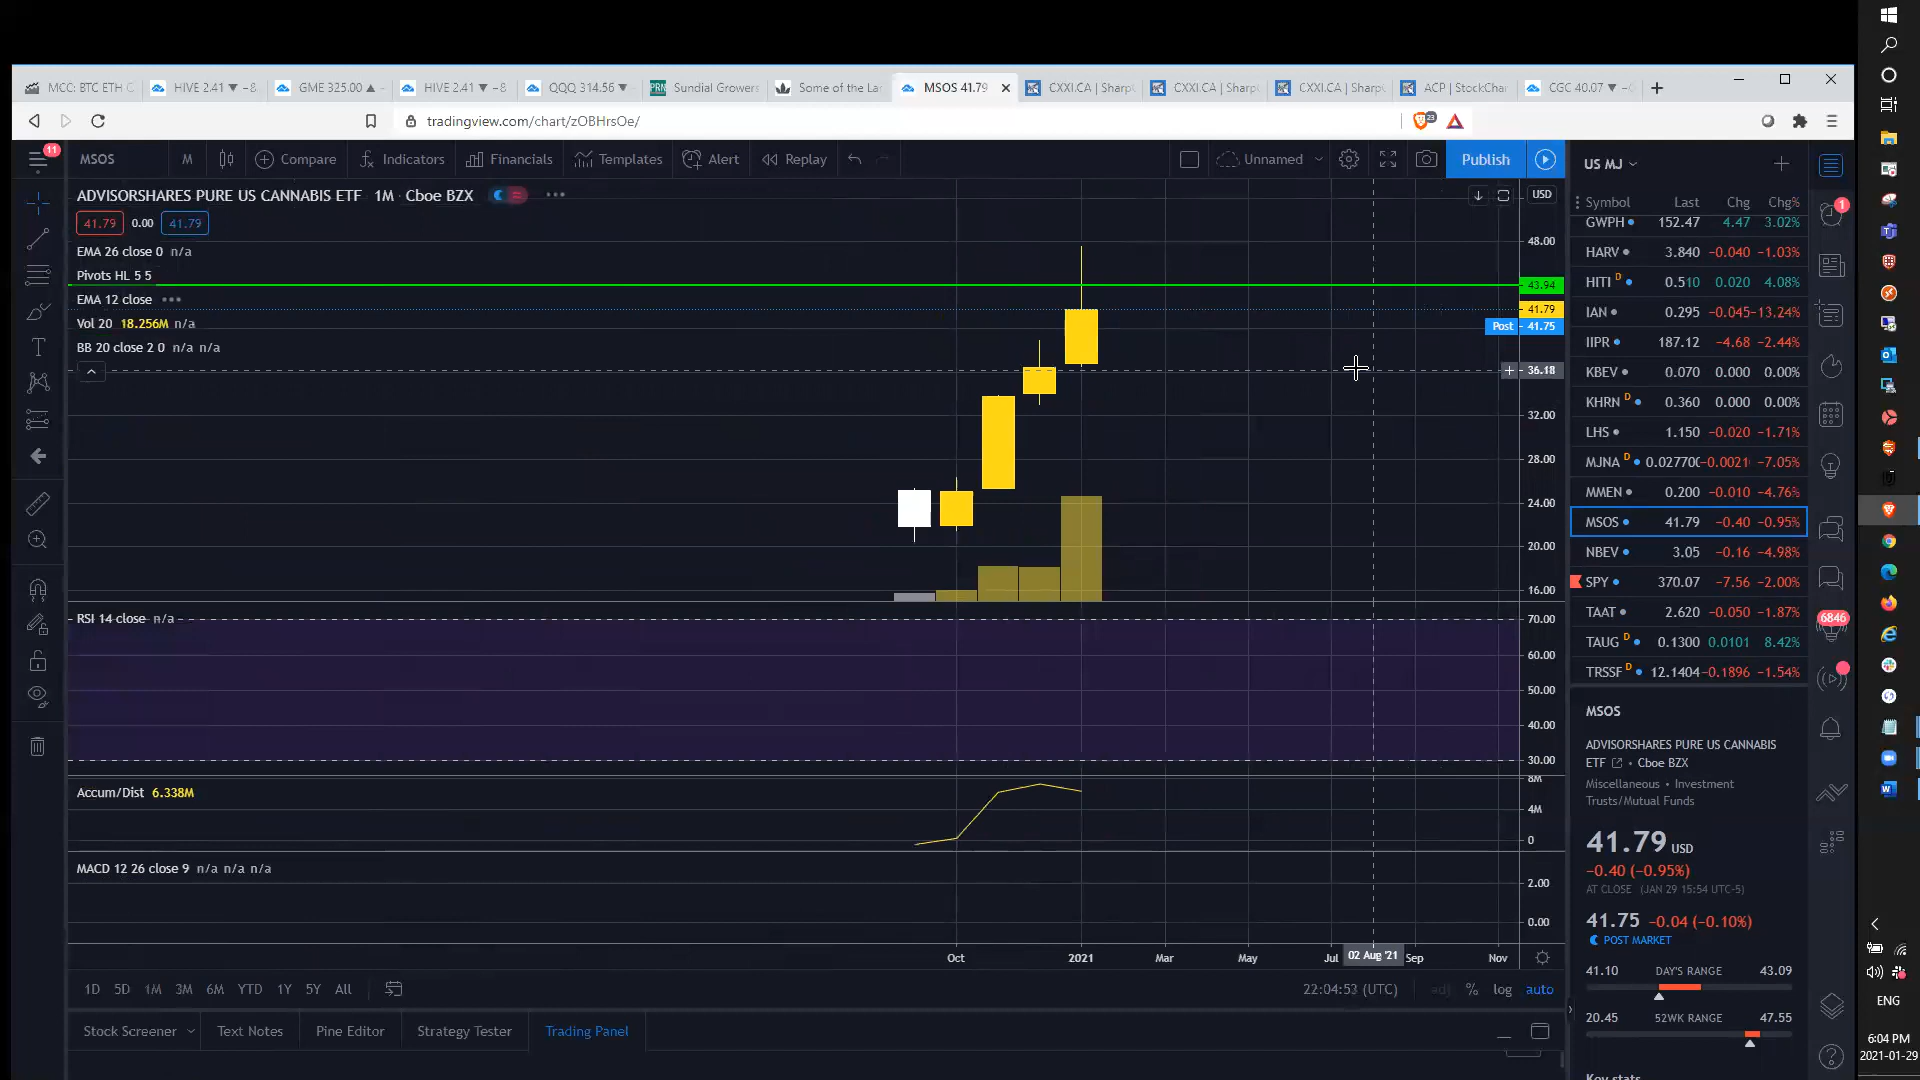 MCC: BTC ETH C
HIVE 2.41 ▼ −8
GME 325.00 ▲
HIVE 2.41 ▼ −8
QQQ 314.56 ▼
PRN Sundial Growers
Some of the La
MSOS 41.79
CXXI.CA | Sharp
CXXI.CA | Sharp
CXXI.CA | Sharp
ACP | StockChar
CGC 40.07 ▼
tradingview.com/chart/zOBHrsOe/
23
11
MSOS M Compare Indicators Financials Templates Alert Replay Unnamed Publish
ADVISORSHARES PURE US CANNABIS ETF 1M · Cboe BZX
USD
41.79 0.00 41.79
EMA 26 close 0 n/a
Pivots HL 5 5
EMA 12 close
Vol 20 18.256M n/a
BB 20 close 2 0 n/a n/a
48.00
43.94
41.79
Post 41.75
36.18
32.00
28.00
24.00
20.00
16.00
RSI 14 close n/a
70.00
60.00
50.00
40.00
30.00
Accum/Dist 6.338M
8M
4M
0
MACD 12 26 close 9 n/a n/a n/a
2.00
0.00
Oct 2021 Mar May Jul 02 Aug '21 Sep Nov
1D 5D 1M 3M 6M YTD 1Y 5Y All
22:04:53 (UTC) adj % log auto
Stock Screener Text Notes Pine Editor Strategy Tester Trading Panel
US MJ
Symbol Last Chg Chg%
GWPH 152.47 4.47 3.02%
HARV 3.840 −0.040 −1.03%
HITI D 0.510 0.020 4.08%
IAN 0.295 −0.045 −13.24%
IIPR 187.12 −4.68 −2.44%
KBEV 0.070 0.000 0.00%
KHRN D 0.360 0.000 0.00%
LHS 1.150 −0.020 −1.71%
MJNA D 0.027700 −0.0021 −7.05%
MMEN 0.200 −0.010 −4.76%
MSOS 41.79 −0.40 −0.95%
NBEV 3.05 −0.16 −4.98%
SPY 370.07 −7.56 −2.00%
TAAT 2.620 −0.050 −1.87%
TAUG D 0.1300 0.0101 8.42%
TRSSF D 12.1404 −0.1896 −1.54%
MSOS
ADVISORSHARES PURE US CANNABIS
ETF • Cboe BZX
Miscellaneous • Investment
Trusts/Mutual Funds
41.79 USD
−0.40 (−0.95%)
AT CLOSE (JAN 29 15:54 UTC-5)
41.75 −0.04 (−0.10%)
POST MARKET
41.10 DAY'S RANGE 43.09
20.45 52WK RANGE 47.55
Key stats
1
6846
ENG
6:04 PM
2021-01-29